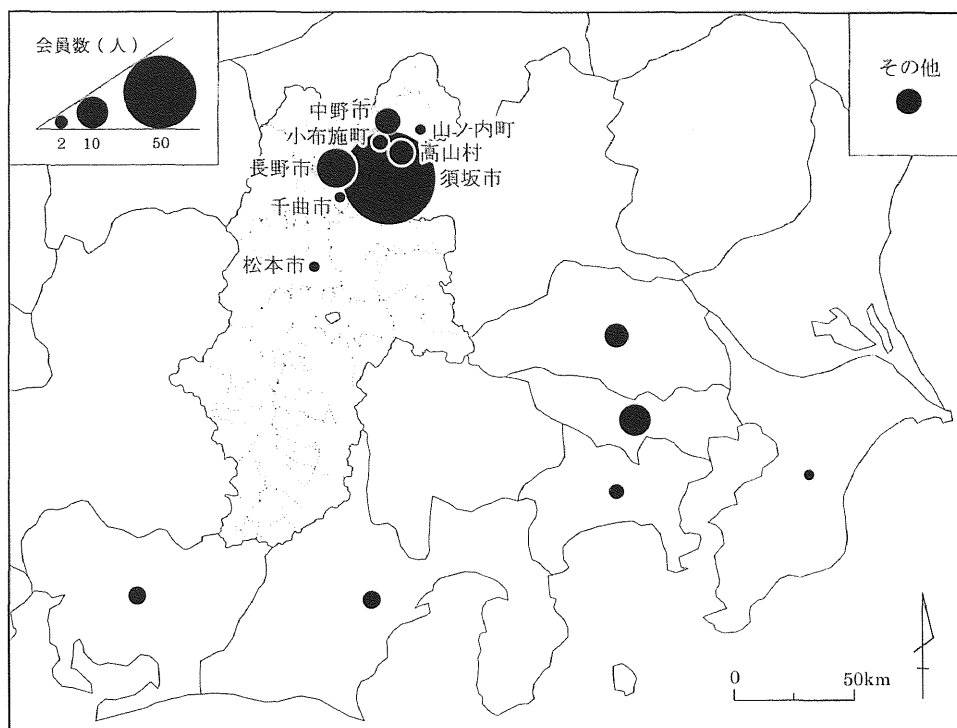 会員数（人）
2 10 50
その他
中野市
山ノ内町
小布施町
高山村
長野市
須坂市
千曲市
松本市
0 50km